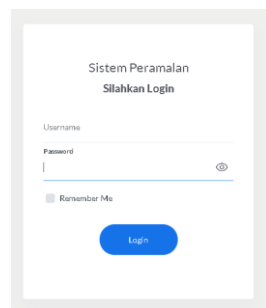 Sistem Peramalan
Silahkan Login
Username
Password
Remember Me
Login